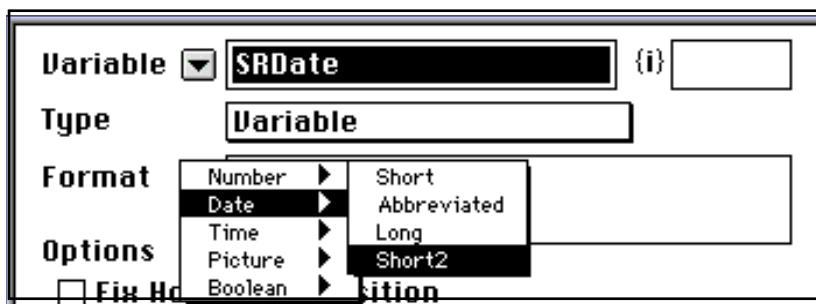 Variable SRDate {i}
Type Variable
Format
Number Short
Date Abbreviated
Time Long
Options
Picture Short2
Boolean
Fix Ho
sition